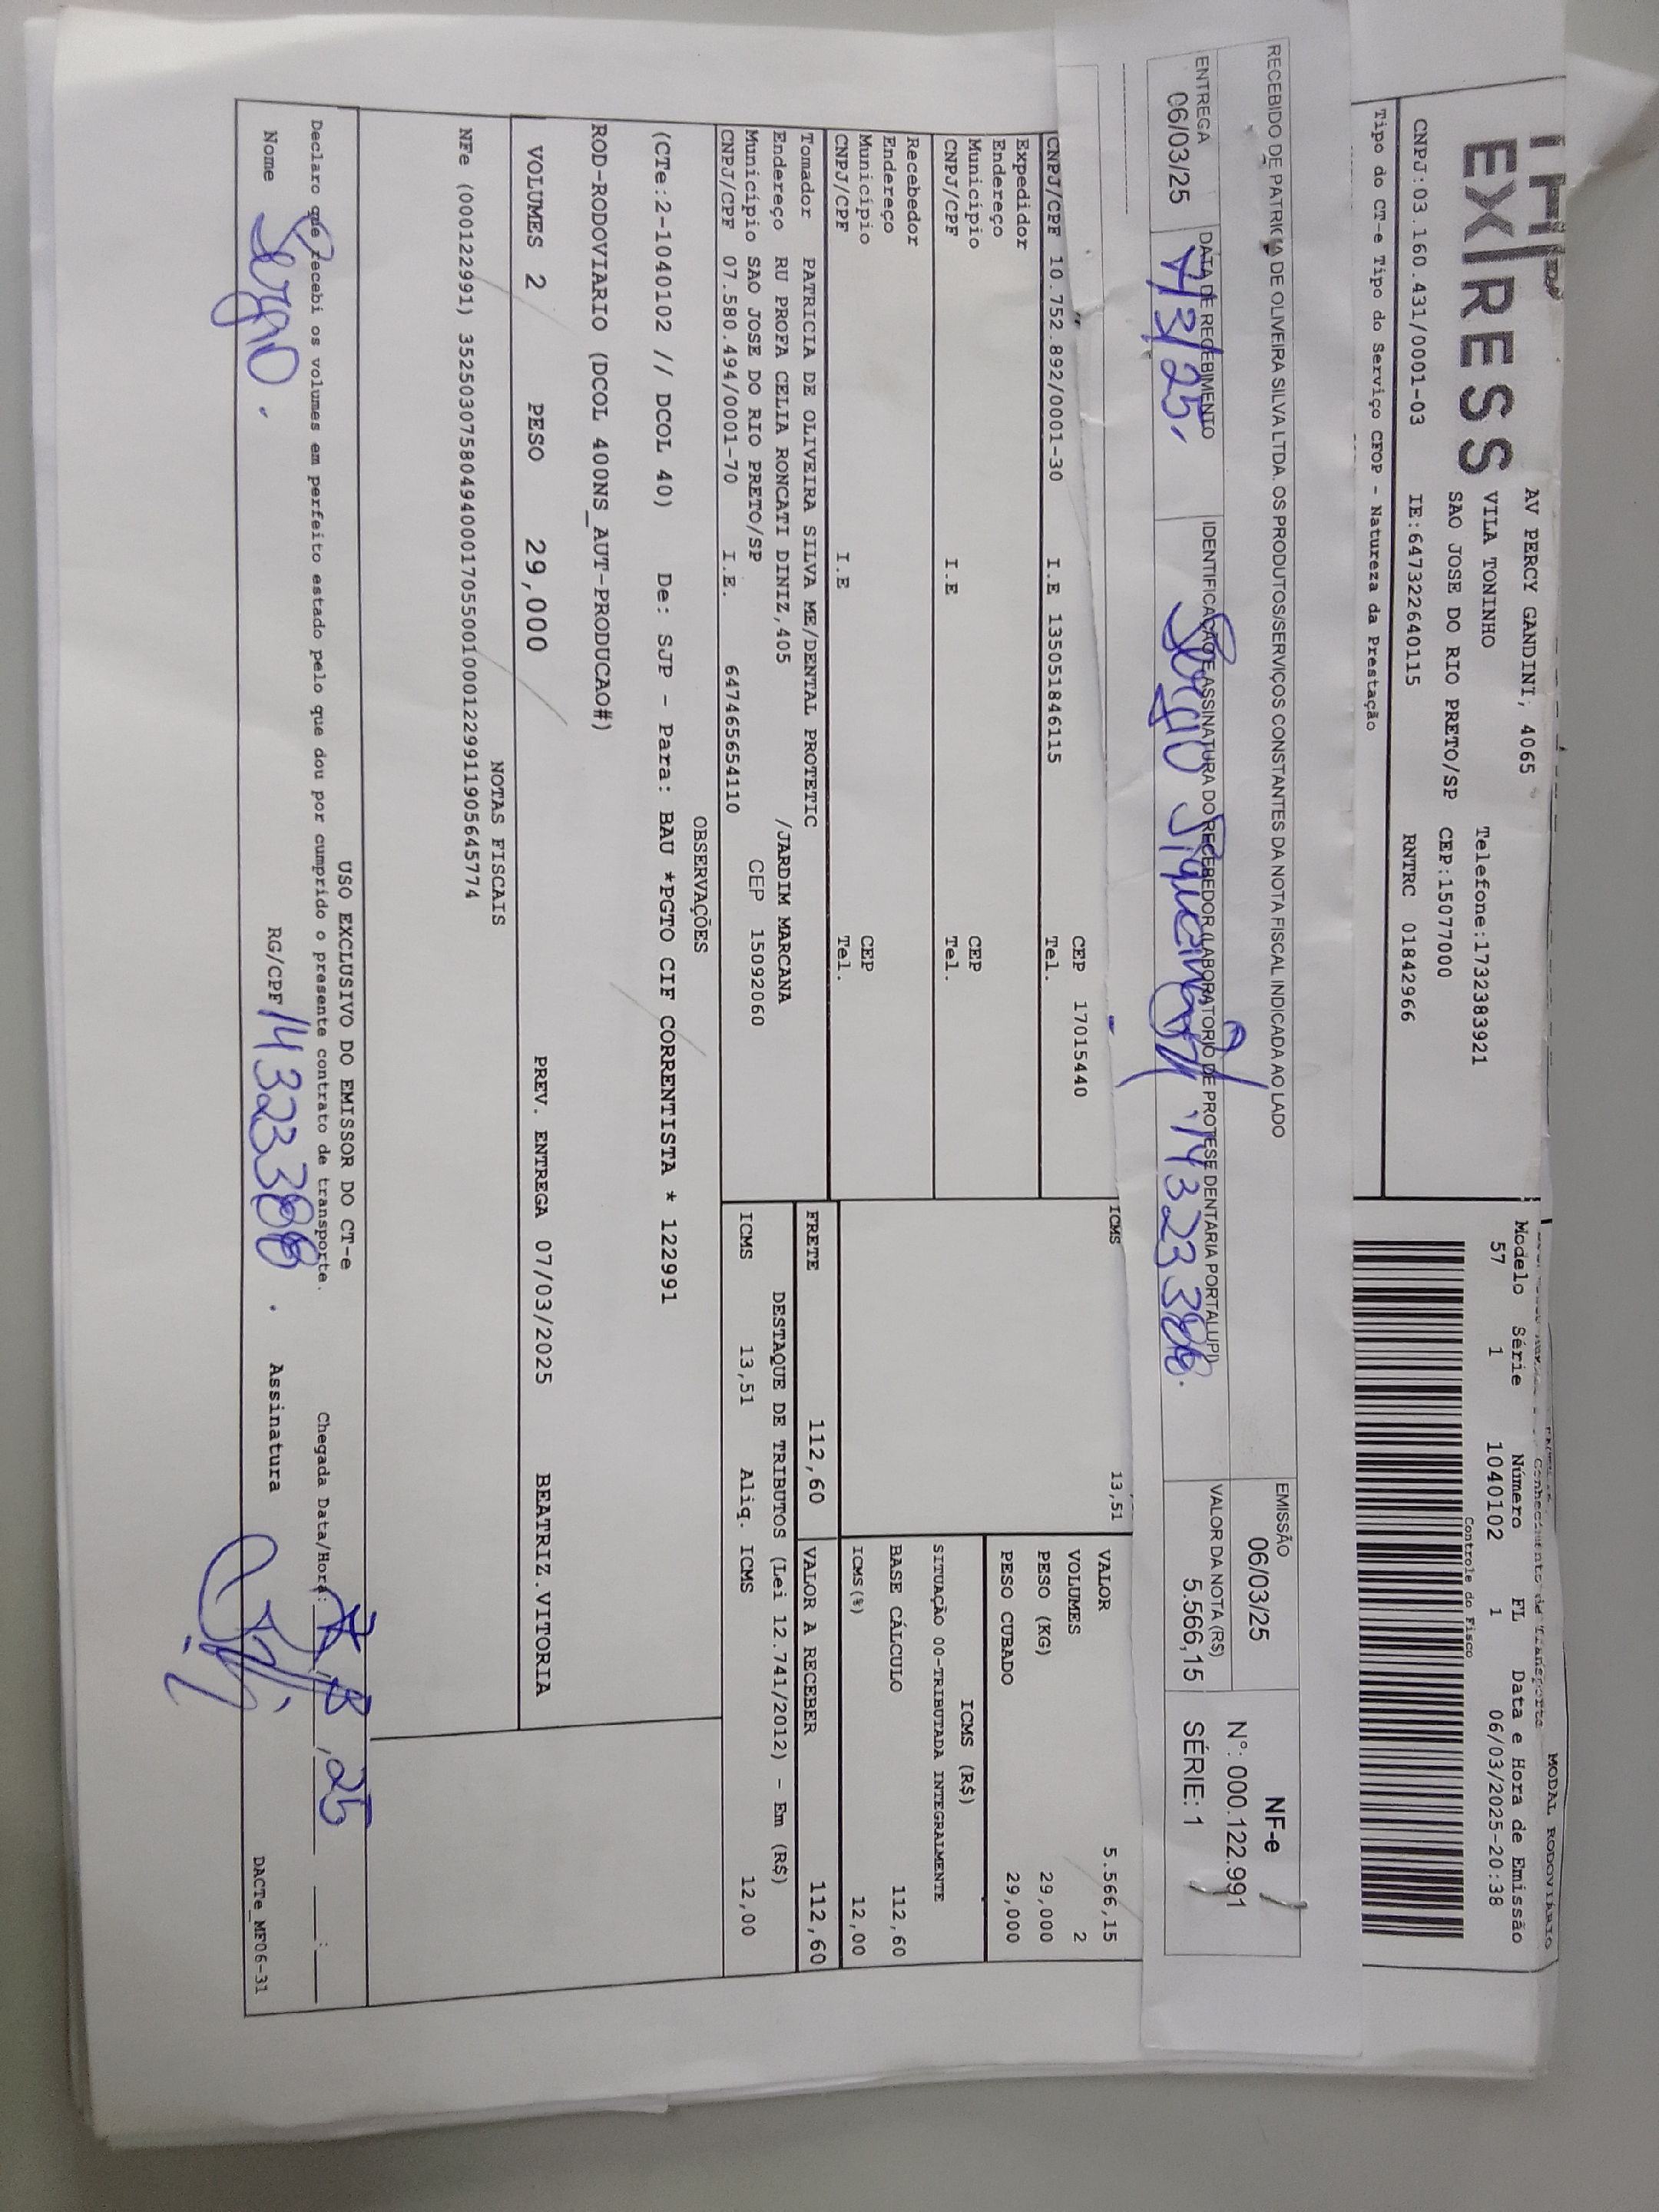 MODAL RODOVIÁRIO
EXPRESS
AV PERCY GANDINI, 4065
VILA TONINHO
Telefone:1732383921
SAO JOSE DO RIO PRETO/SP
CEP:15077000
CNPJ:03.160.431/0001-03
IE:647322640115
RNTRC 01842966
Tipo do CT-e Tipo do Serviço CFOP - Natureza da Prestação
Modelo Série Número FL Data e Hora de Emissão
57 1 1040102 1 06/03/2025-20:38
Controle do Fisco
RECEBIDO DE PATRICIA DE OLIVEIRA SILVA LTDA. OS PRODUTOS/SERVIÇOS CONSTANTES DA NOTA FISCAL INDICADA AO LADO
EMISSÃO
06/03/25
NF-e
Nº: 000.122.991
SÉRIE: 1
ENTREGA
06/03/25
DATA DE RECEBIMENTO
7/3/25
IDENTIFICAÇÃO E ASSINATURA DO RECEBEDOR (LABORATORIO DE PROTESE DENTARIA PORTALUPI)
VALOR DA NOTA (R$)
5.566,15
ICMS 13,51
VALOR 5.566,15
VOLUMES 2
PESO (KG) 29,000
PESO CUBADO 29,000
CEP 17015440
CNPJ/CPF 10.752.892/0001-30 I.E 135051846115 Tel.
Expedidor
Endereço
Município CEP
CNPJ/CPF I.E Tel.
ICMS (R$)
SITUAÇÃO 00-TRIBUTADA INTEGRALMENTE
BASE CÁLCULO 112,60
ICMS(%) 12,00
Recebedor
Endereço
Município CEP
CNPJ/CPF I.E Tel.
FRETE 112,60 VALOR A RECEBER 112,60
Tomador PATRICIA DE OLIVEIRA SILVA ME/DENTAL PROTETIC
Endereço RU PROFA CELIA RONCATI DINIZ,405 /JARDIM MARCANA
Município SAO JOSE DO RIO PRETO/SP CEP 15092060
CNPJ/CPF 07.580.494/0001-70 I.E. 647465654110
DESTAQUE DE TRIBUTOS (Lei 12.741/2012) - Em (R$)
ICMS 13,51 Aliq. ICMS 12,00
OBSERVAÇÕES
(CTe:2-1040102 // DCOL 40) De: SJP - Para: BAU *PGTO CIF CORRENTISTA * 122991
ROD-RODOVIARIO (DCOL 400NS_AUT-PRODUCAO#)
VOLUMES 2 PESO 29,000 PREV. ENTREGA 07/03/2025 BEATRIZ.VITORIA
NOTAS FISCAIS
NFe (000122991) 35250307580494000170550010001229911905645774
USO EXCLUSIVO DO EMISSOR DO CT-e
Declaro que recebi os volumes em perfeito estado pelo que dou por cumprido o presente contrato de transporte.
Chegada Data/Hora:
Nome Sergio
RG/CPF
Assinatura
DACTe_MF06-31